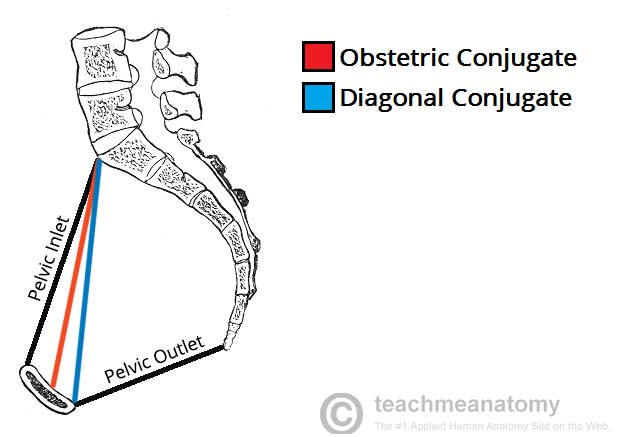 Obstetric Conjugate
Diagonal Conjugate
Pelvic Inlet
Pelvic Outlet
© teachmeanatomy
The #1 Applied Human Anatomy Site on the Web.